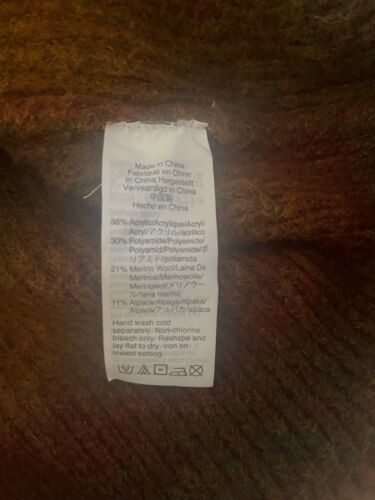 Made in China
Fabriqué en Chine
In China Hergestellt
Vervaardigd in China
中国製
Hecho en China
38% Acrylic/Acrylique/Acryl/
Acryl/アクリル/acrílico
30% Polyamide/Polyamide/
Polyamid/Polyamide/ポ
リアミド/poliamida
21% Merino Wool/Laine De
Merinos/Merinowolle/
Merinowol/メリノウー
ル/lana merino
11% Alpaca/Alpaga/Alpaka/
Alpaca/アルパカ/alpaca
Hand wash cold
separately. Non-chlorine
bleach only. Reshape and
lay flat to dry. Iron on
lowest setting.